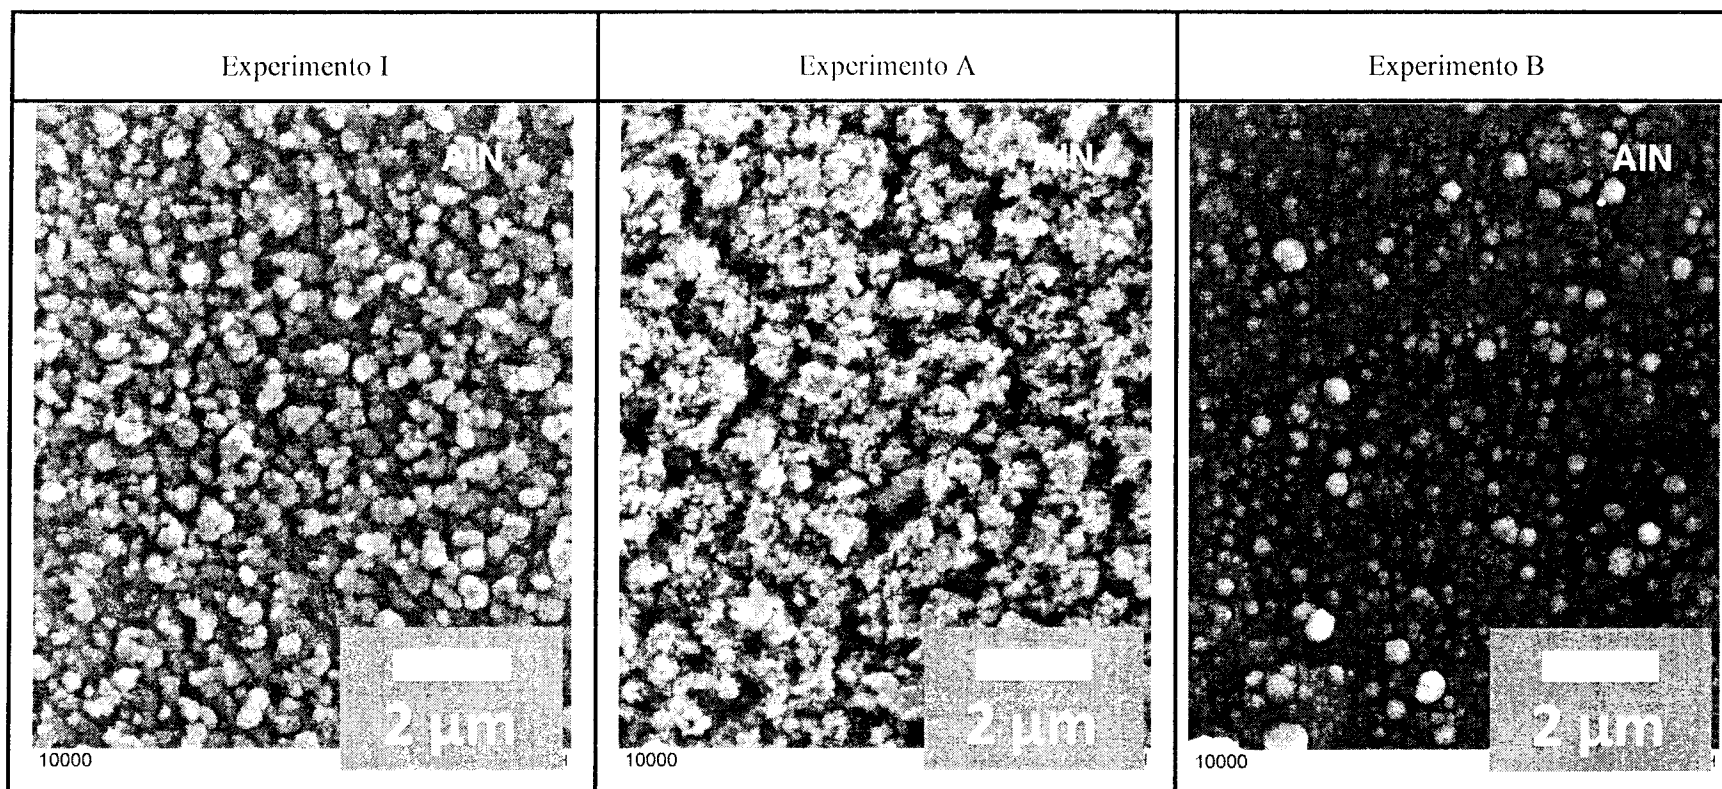 Experimento I
Experimento A
Experimento B
AlN
AlN
AlN
2 µm
2 µm
2 µm
10000
10000
10000